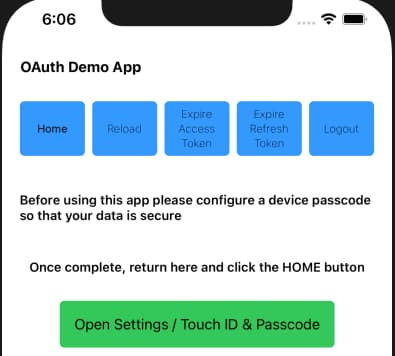 6:06
OAuth Demo App
Home
Reload
Expire
Access
Token
Expire
Refresh
Token
Logout
Before using this app please configure a device passcode
so that your data is secure
Once complete, return here and click the HOME button
Open Settings / Touch ID & Passcode